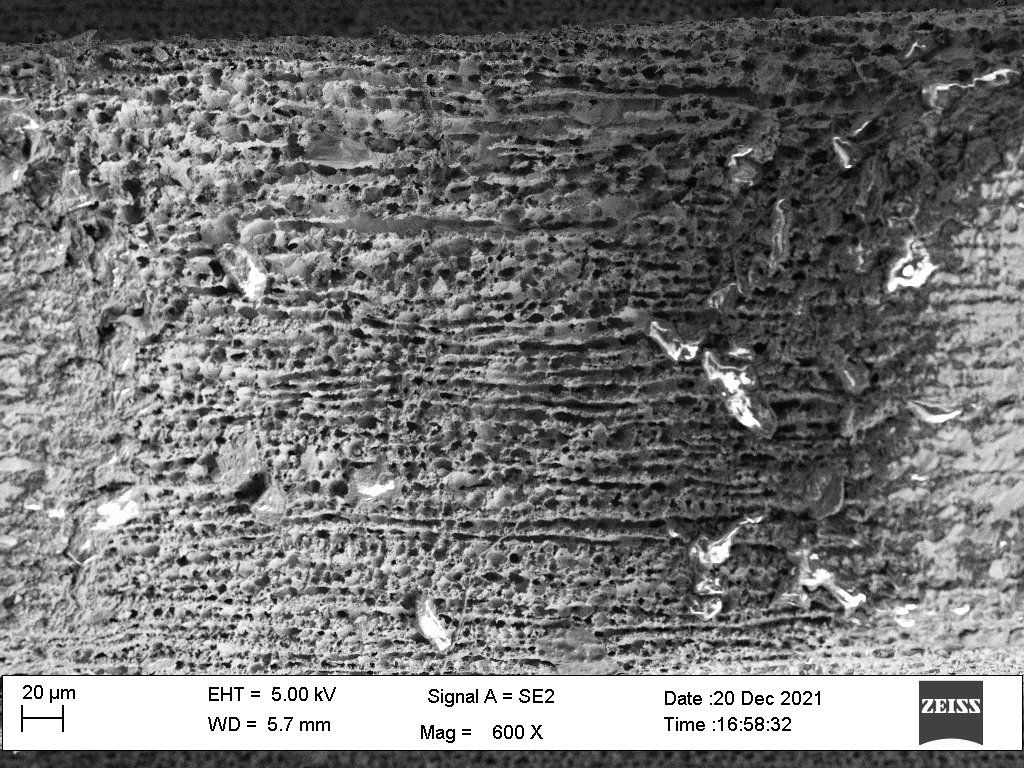 20 µm
EHT = 5.00 kV
WD = 5.7 mm
Signal A = SE2
Mag = 600 X
Date :20 Dec 2021
Time :16:58:32
ZEISS